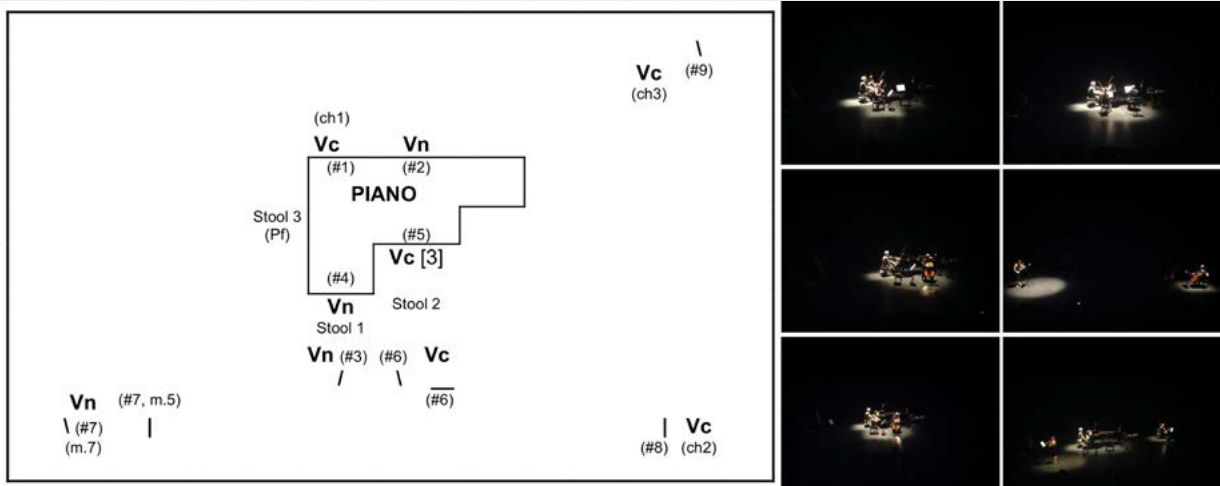 \
Vc (#9)
(ch3)
(ch1)
Vc Vn
(#1) (#2)
PIANO
Stool 3
(Pf)
(#5)
Vc [3]
(#4)
Stool 2
Vn
Stool 1
Vn (#3) (#6) Vc
/ \ —
(#6)
Vn (#7, m.5)
\ (#7) | | Vc
(m.7) (#8) (ch2)